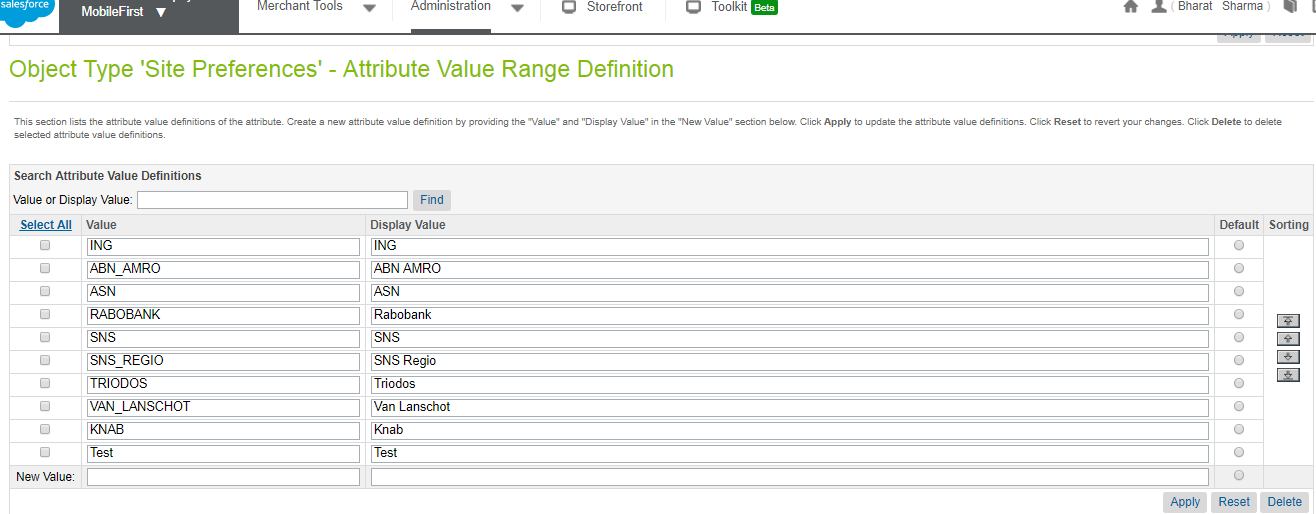 salesforce
MobileFirst
Merchant Tools
Administration
Storefront
Toolkit Beta
( Bharat Sharma )
Object Type 'Site Preferences' - Attribute Value Range Definition
This section lists the attribute value definitions of the attribute. Create a new attribute value definition by providing the "Value" and "Display Value" in the "New Value" section below. Click Apply to update the attribute value definitions. Click Reset to revert your changes. Click Delete to delete
selected attribute value definitions.
Search Attribute Value Definitions
Value or Display Value: Find
Select All Value Display Value Default Sorting
ING ING
ABN_AMRO ABN AMRO
ASN ASN
RABOBANK Rabobank
SNS SNS
SNS_REGIO SNS Regio
TRIODOS Triodos
VAN_LANSCHOT Van Lanschot
KNAB Knab
Test Test
New Value:
Apply Reset Delete